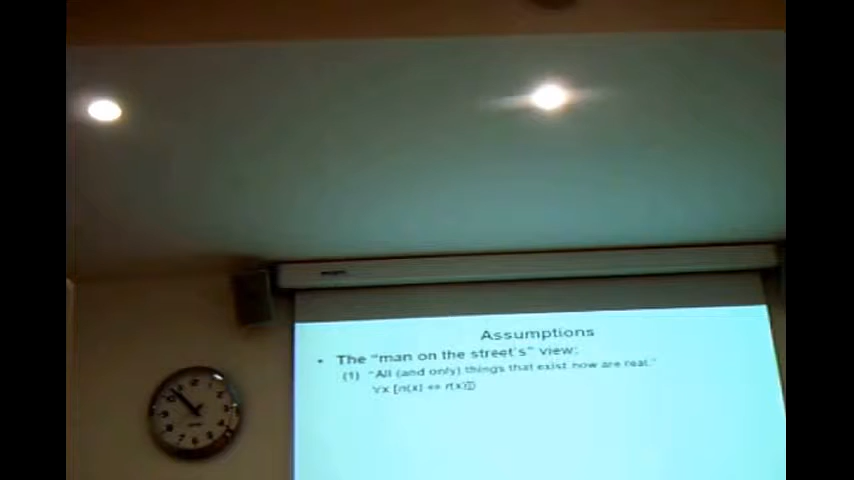 Assumptions
• The "man on the street's" view:
(1) "All (and only) things that exist now are real."
∀x [n(x) ⇔ r(x)]